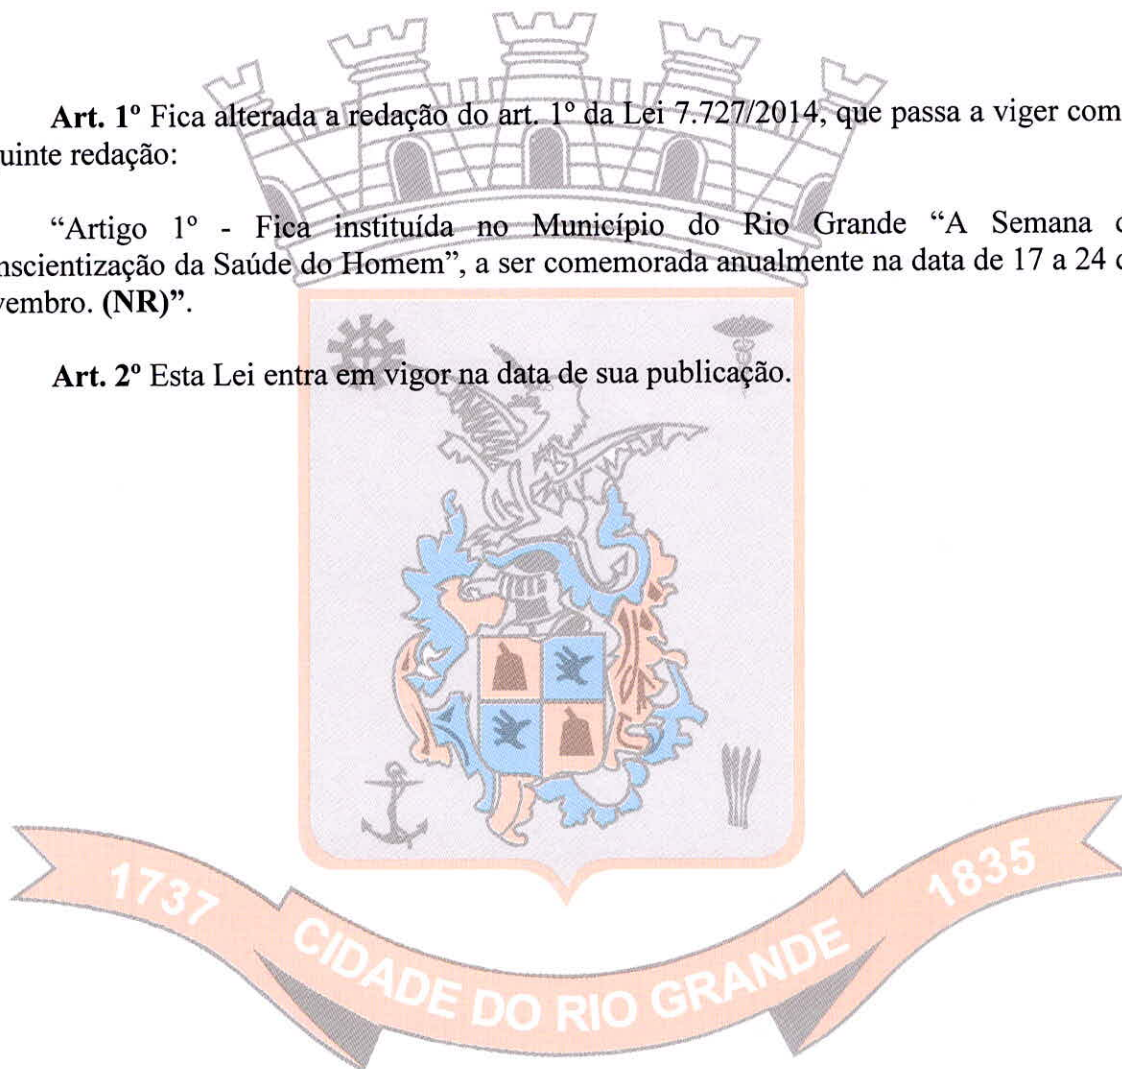 Art. 1º Fica alterada a redação do art. 1º da Lei 7.727/2014, que passa a viger com
uinte redação:
“Artigo 1º - Fica instituída no Município do Rio Grande “A Semana d
nscientização da Saúde do Homem”, a ser comemorada anualmente na data de 17 a 24 d
vembro. (NR)”.
Art. 2º Esta Lei entra em vigor na data de sua publicação.
1737 CIDADE DO RIO GRANDE 1835